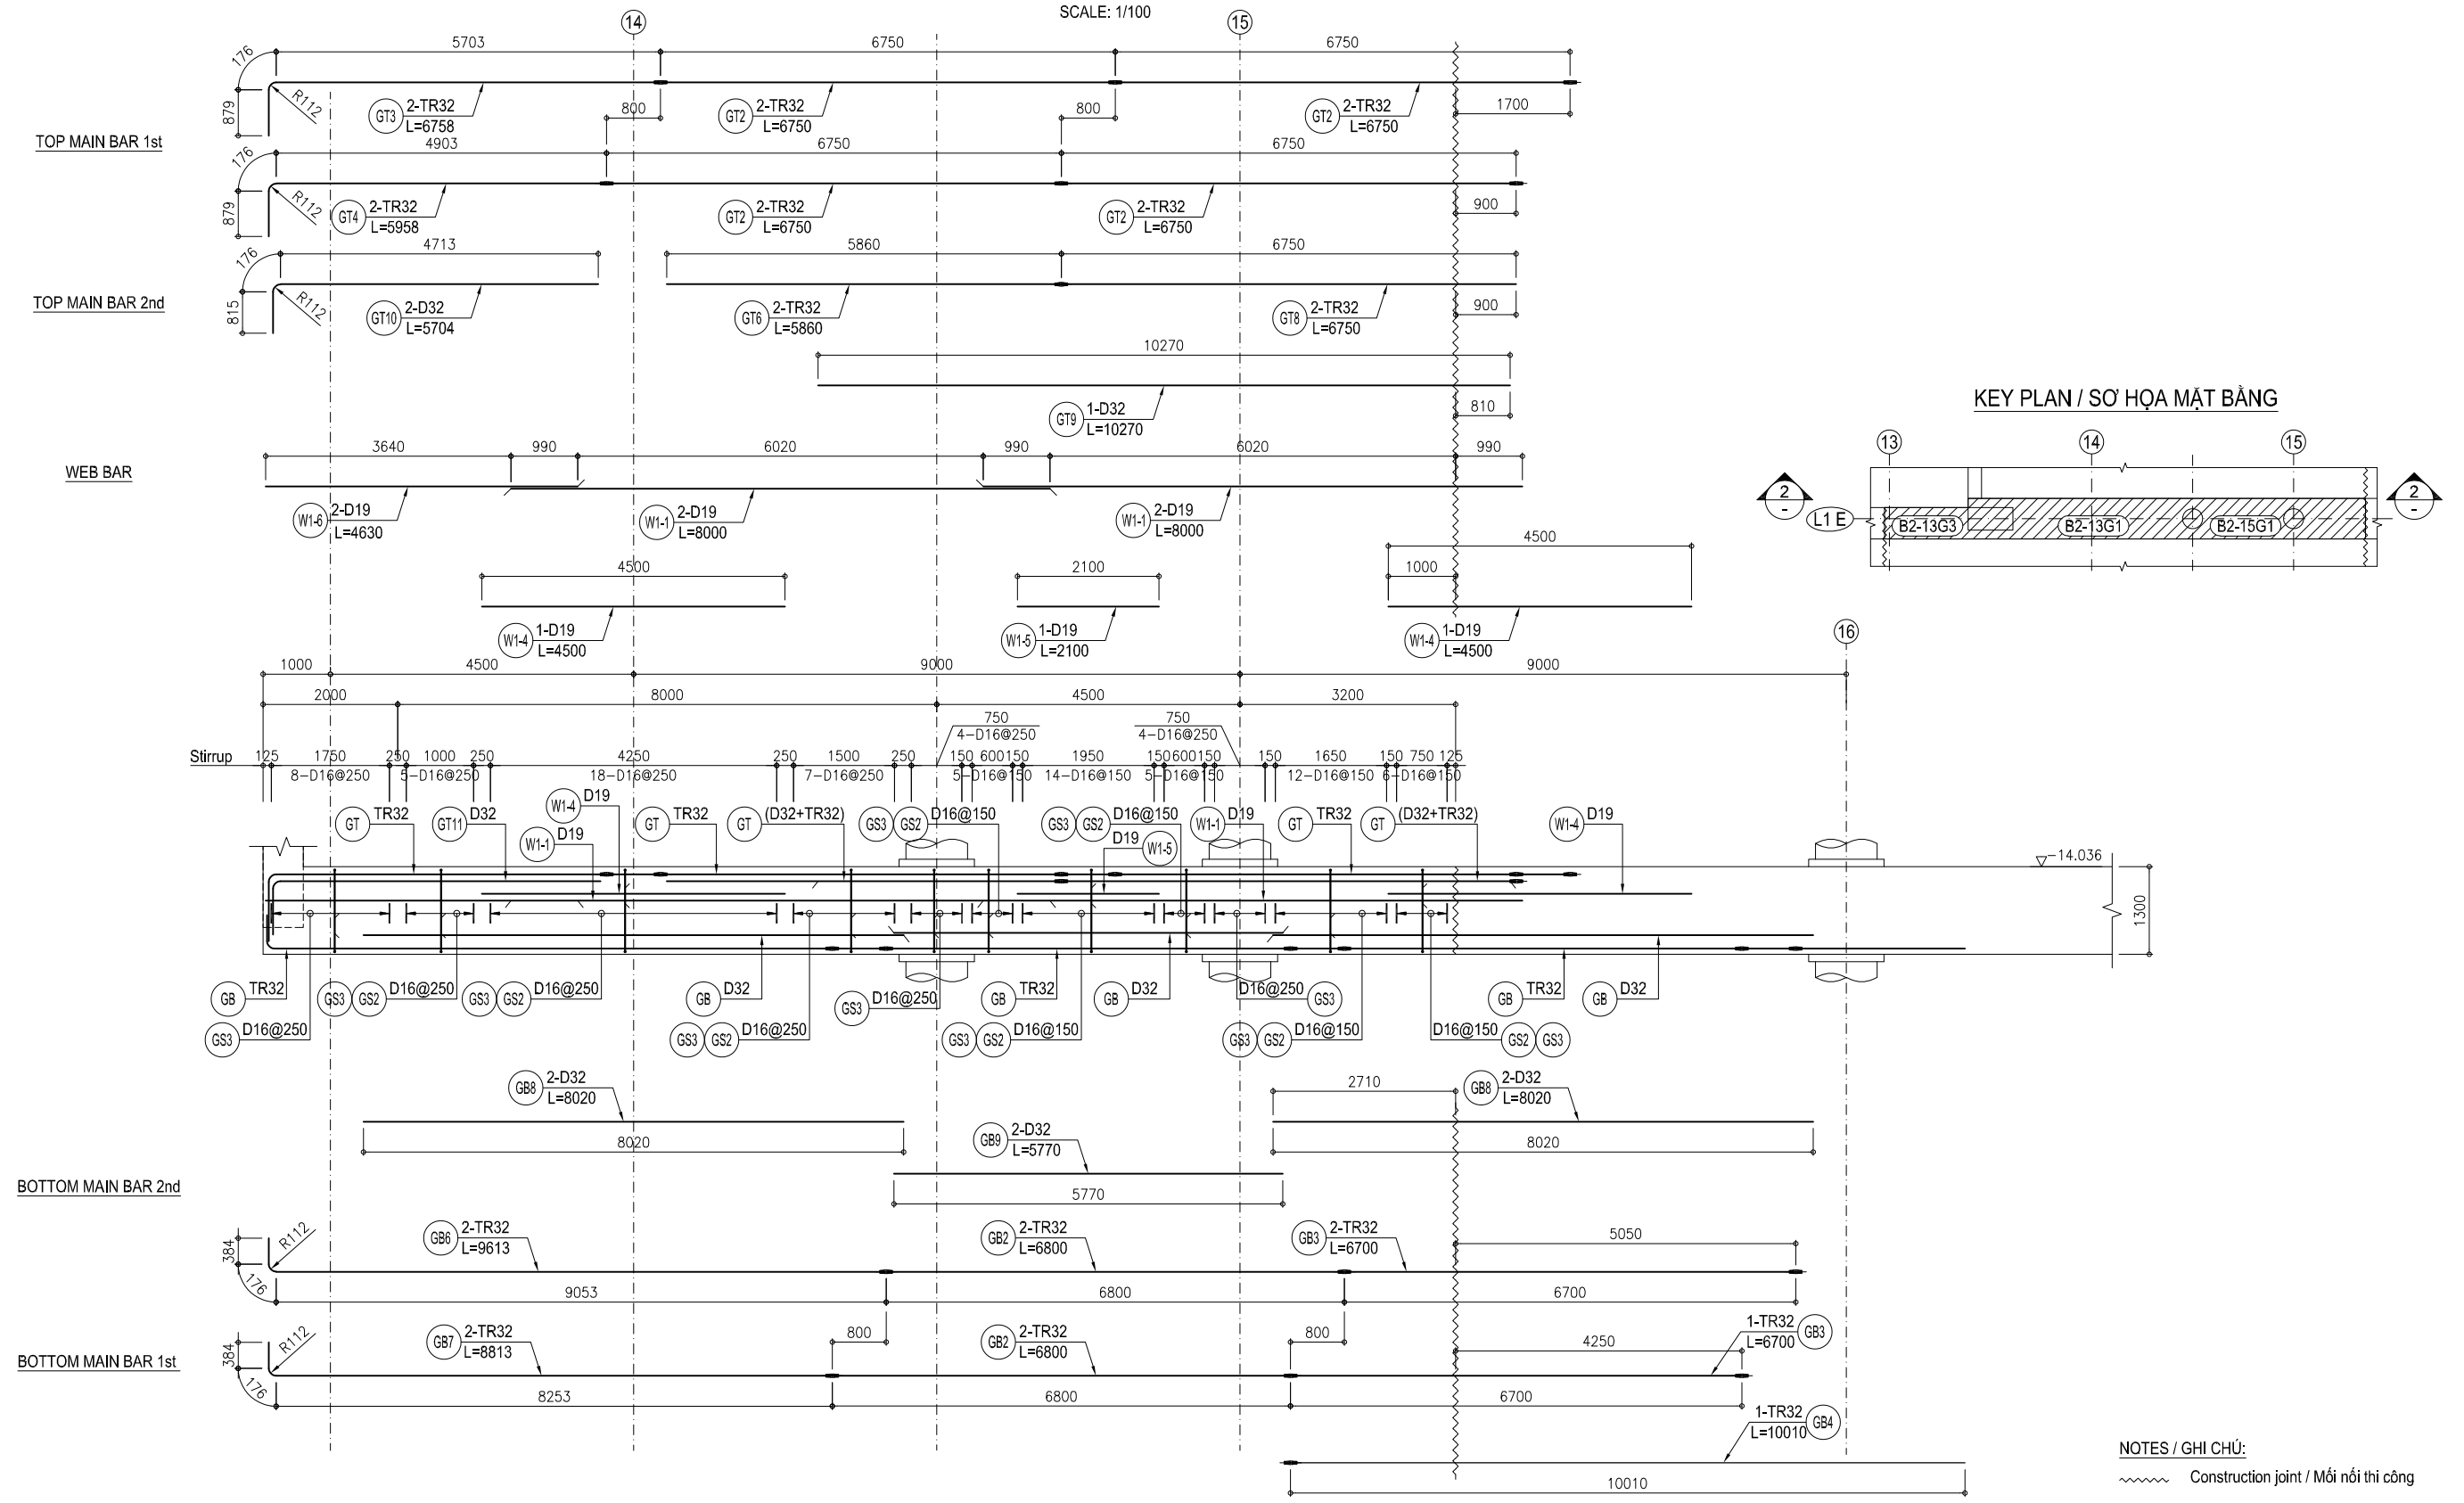 SCALE: 1/100
14
15
5703
6750
6750
176
879
R112
TOP MAIN BAR 1st
GT3 2-TR32
L=6758
800
GT2 2-TR32
L=6750
800
GT2 2-TR32
L=6750
1700
4903
6750
6750
176
879
R112
GT4 2-TR32
L=5958
GT2 2-TR32
L=6750
GT2 2-TR32
L=6750
900
4713
5860
6750
176
815
R112
TOP MAIN BAR 2nd
GT10 2-D32
L=5704
GT6 2-TR32
L=5860
GT8 2-TR32
L=6750
900
10270
GT9 1-D32
L=10270
810
WEB BAR
3640
990
6020
990
6020
990
W1-6 2-D19
L=4630
W1-1 2-D19
L=8000
W1-1 2-D19
L=8000
4500
2100
4500
1000
W1-4 1-D19
L=4500
W1-5 1-D19
L=2100
W1-4 1-D19
L=4500
KEY PLAN / SƠ HỌA MẶT BẰNG
13
14
15
2
-
L1 E
B2-13G3
B2-13G1
B2-15G1
2
-
16
1000
4500
9000
9000
2000
8000
4500
3200
750
4-D16@250
750
4-D16@250
Stirrup
125
1750
250
1000
250
4250
250
1500
250
150
600
150
1950
150
600
150
150
1650
150
750
125
8-D16@250
5-D16@250
18-D16@250
7-D16@250
5-D16@150
14-D16@150
5-D16@150
12-D16@150
6-D16@150
GT TR32
GT11 D32
W1-1 D19
W1-4 D19
GT TR32
GT (D32+TR32)
GS3 GS2 D16@150
D19 W1-5
GS3 GS2 D16@150
W1-1 D19
GT TR32
GT (D32+TR32)
W1-4 D19
-14.036
1300
GB TR32
GS3 D16@250
GS3 GS2 D16@250
GS3 GS2 D16@250
GB D32
GS3 GS2 D16@250
GS3 D16@250
GB TR32
GS3 GS2 D16@150
GB D32
D16@250 GS3
GS3 GS2 D16@150
D16@150 GS2 GS3
GB TR32
GB D32
GB8 2-D32
L=8020
8020
2710
GB8 2-D32
L=8020
8020
GB9 2-D32
L=5770
5770
BOTTOM MAIN BAR 2nd
384
176
R112
GB6 2-TR32
L=9613
GB2 2-TR32
L=6800
GB3 2-TR32
L=6700
5050
9053
6800
6700
BOTTOM MAIN BAR 1st
384
176
R112
GB7 2-TR32
L=8813
800
GB2 2-TR32
L=6800
800
4250
1-TR32 GB3
L=6700
8253
6800
6700
1-TR32 GB4
L=10010
10010
NOTES / GHI CHÚ:
Construction joint / Mối nối thi công